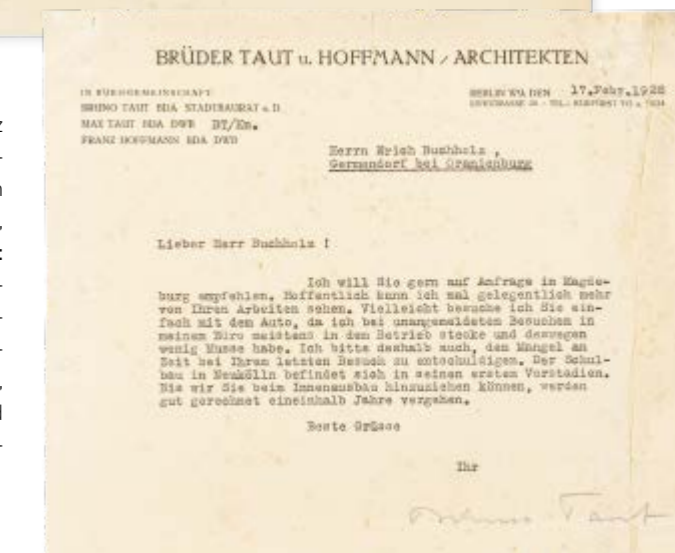 BRÜDER TAUT u. HOFFMANN / ARCHITEKTEN
IN BÜROGEMEINSCHAFT
BRUNO TAUT BDA STADTBAURAT a. D.
MAX TAUT BDA DWB BT/Km.
FRANZ HOFFMANN BDA DWB
BERLIN W9, DEN 17.Febr.1928
Herrn Erich Buchholz ,
Germendorf bei Oranienburg
Lieber Herr Buchholz !
Ich will Sie gern auf Anfrage in Magde-
burg empfehlen. Hoffentlich kann ich mal gelegentlich mehr
von Ihren Arbeiten sehen. Vielleicht besuche ich Sie ein-
fach mit dem Auto, da ich bei unangemeldetem Besuchen in
meinem Büro meistens in dem Betrieb stecke und deswegen
wenig Musse habe. Ich bitte deshalb auch, den Mangel an
Zeit bei Ihrem letzten Besuch zu entschuldigen. Der Schul-
bau in Neukölln befindet sich in seinen ersten Vorstadien.
Bis wir Sie beim Innenausbau hinzuziehen können, werden
gut gerechnet eineinhalb Jahre vergehen.
Beste Grüsse
Ihr
Bruno Taut